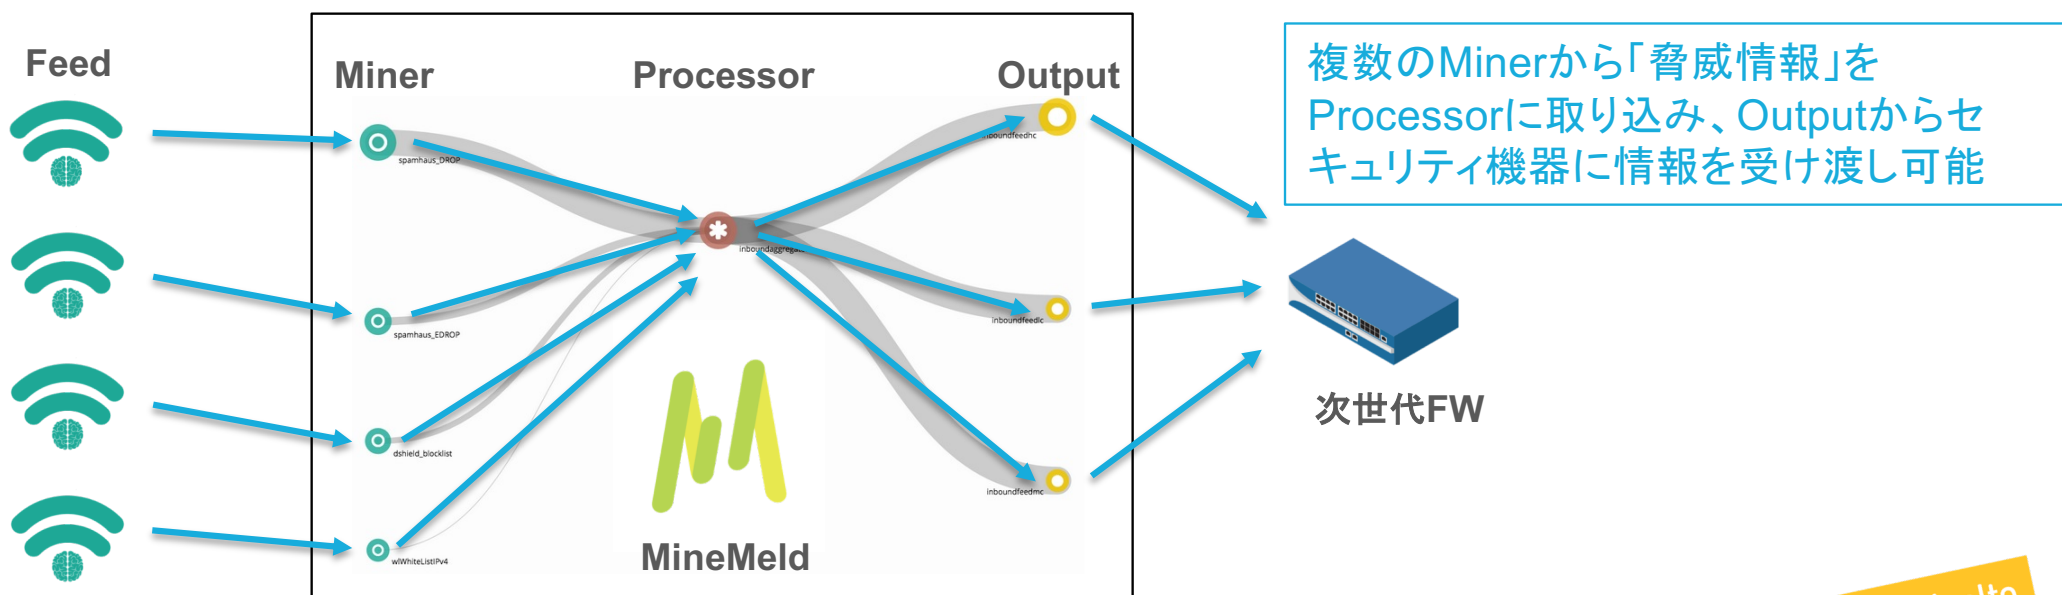 Feed
Miner
Processor
Output
複数のMinerから「脅威情報」を
Processorに取り込み、Outputからセ
キュリティ機器に情報を受け渡し可能
spamhaus_DROP
inboundfeedhc
spamhaus_EDROP
inboundfeedlc
dshield_blocklist
inboundfeedmc
wlWhiteListIPv4
MineMeld
次世代FW